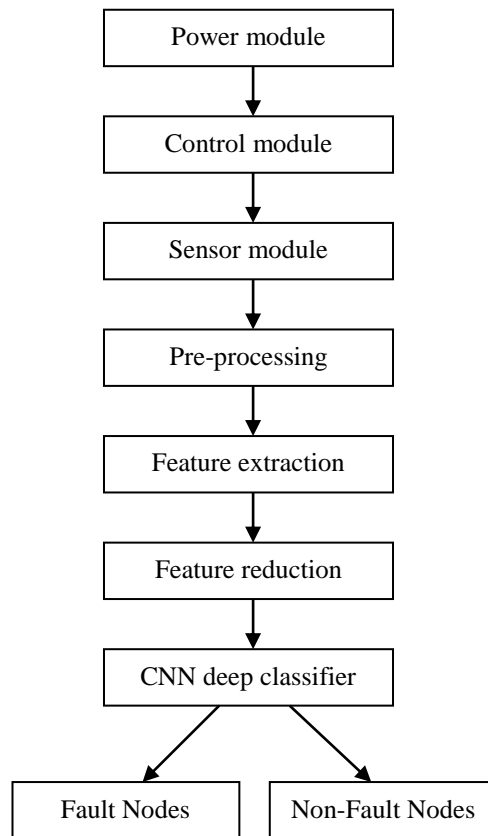 Power module
Control module
Sensor module
Pre-processing
Feature extraction
Feature reduction
CNN deep classifier
Fault Nodes
Non-Fault Nodes